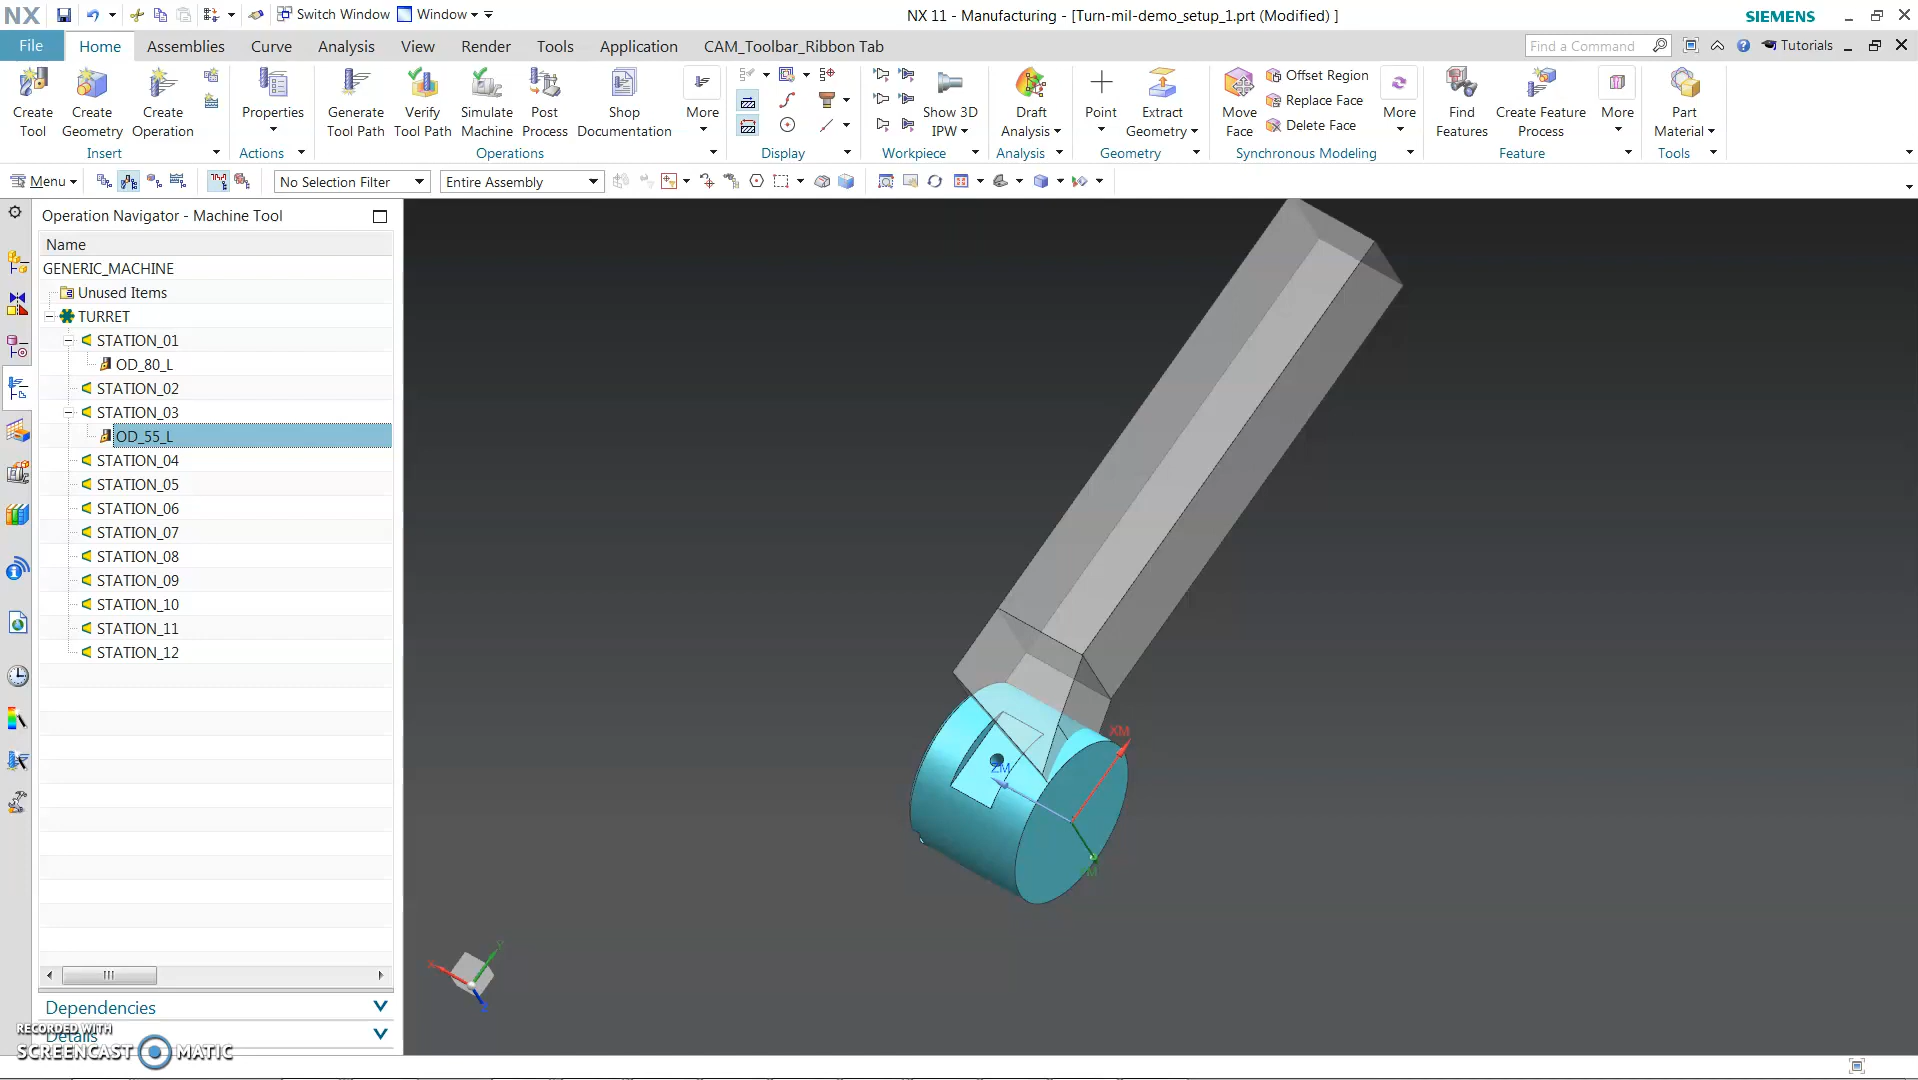 NX
Switch Window
Window
NX 11 - Manufacturing - [Turn-mil-demo_setup_1.prt (Modified) ]
SIEMENS
File
Home
Assemblies
Curve
Analysis
View
Render
Tools
Application
CAM_Toolbar_Ribbon Tab
Find a Command
Tutorials
Create Tool
Create Geometry
Create Operation
Insert
Properties
Actions
Generate Tool Path
Verify Tool Path
Simulate Machine
Post Process
Shop Documentation
More
Operations
Display
Show 3D IPW
Workpiece
Draft Analysis
Analysis
Point
Extract Geometry
Geometry
Move Face
Offset Region
Replace Face
Delete Face
More
Synchronous Modeling
Find Features
Create Feature Process
More
Feature
Part Material
Tools
Menu
No Selection Filter
Entire Assembly
Operation Navigator - Machine Tool
Name
GENERIC_MACHINE
Unused Items
TURRET
STATION_01
OD_80_L
STATION_02
STATION_03
OD_55_L
STATION_04
STATION_05
STATION_06
STATION_07
STATION_08
STATION_09
STATION_10
STATION_11
STATION_12
XM
ZM
Dependencies
Details
RECORDED WITH
SCREENCAST MATIC